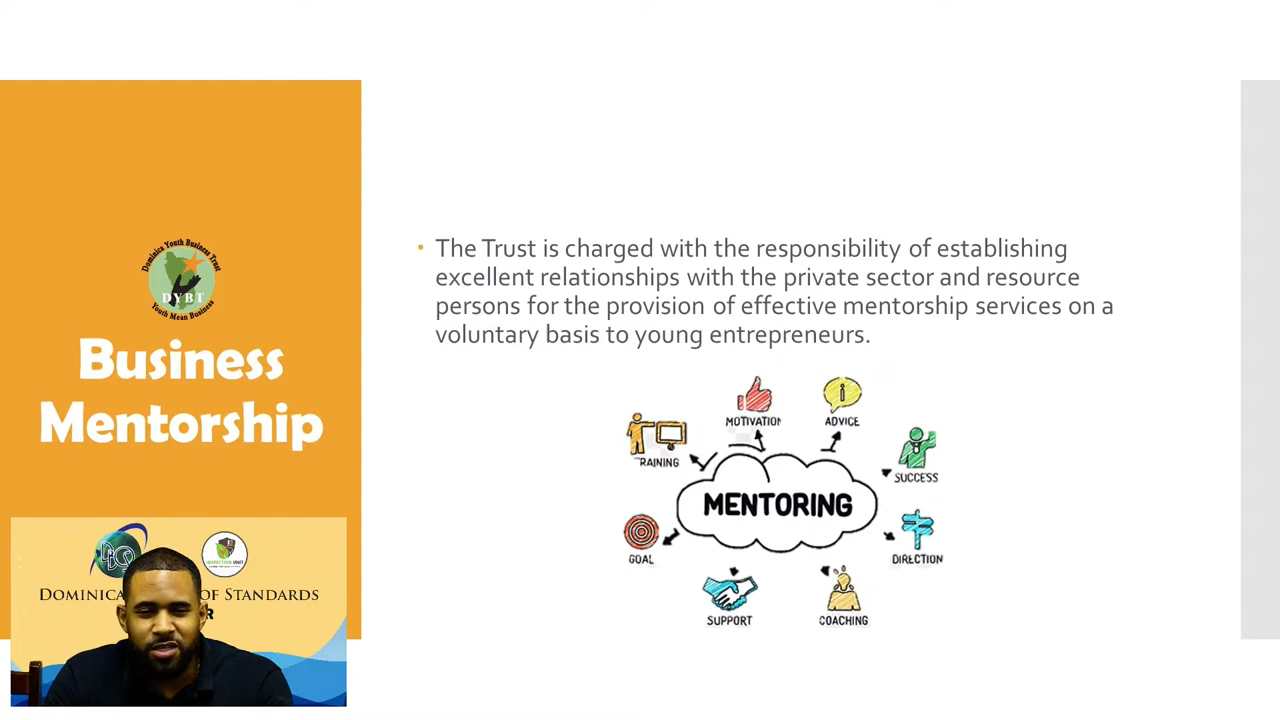 Dominica Youth Business Trust
DYBT
Youth Mean Business
Business
Mentorship
• The Trust is charged with the responsibility of establishing
excellent relationships with the private sector and resource
persons for the provision of effective mentorship services on a
voluntary basis to young entrepreneurs.
MOTIVATION
ADVICE
RAINING
SUCCESS
MENTORING
GOAL
DIRECTION
SUPPORT
COACHING
INSPECTION UNIT
DOMINICA OF STANDARDS
R